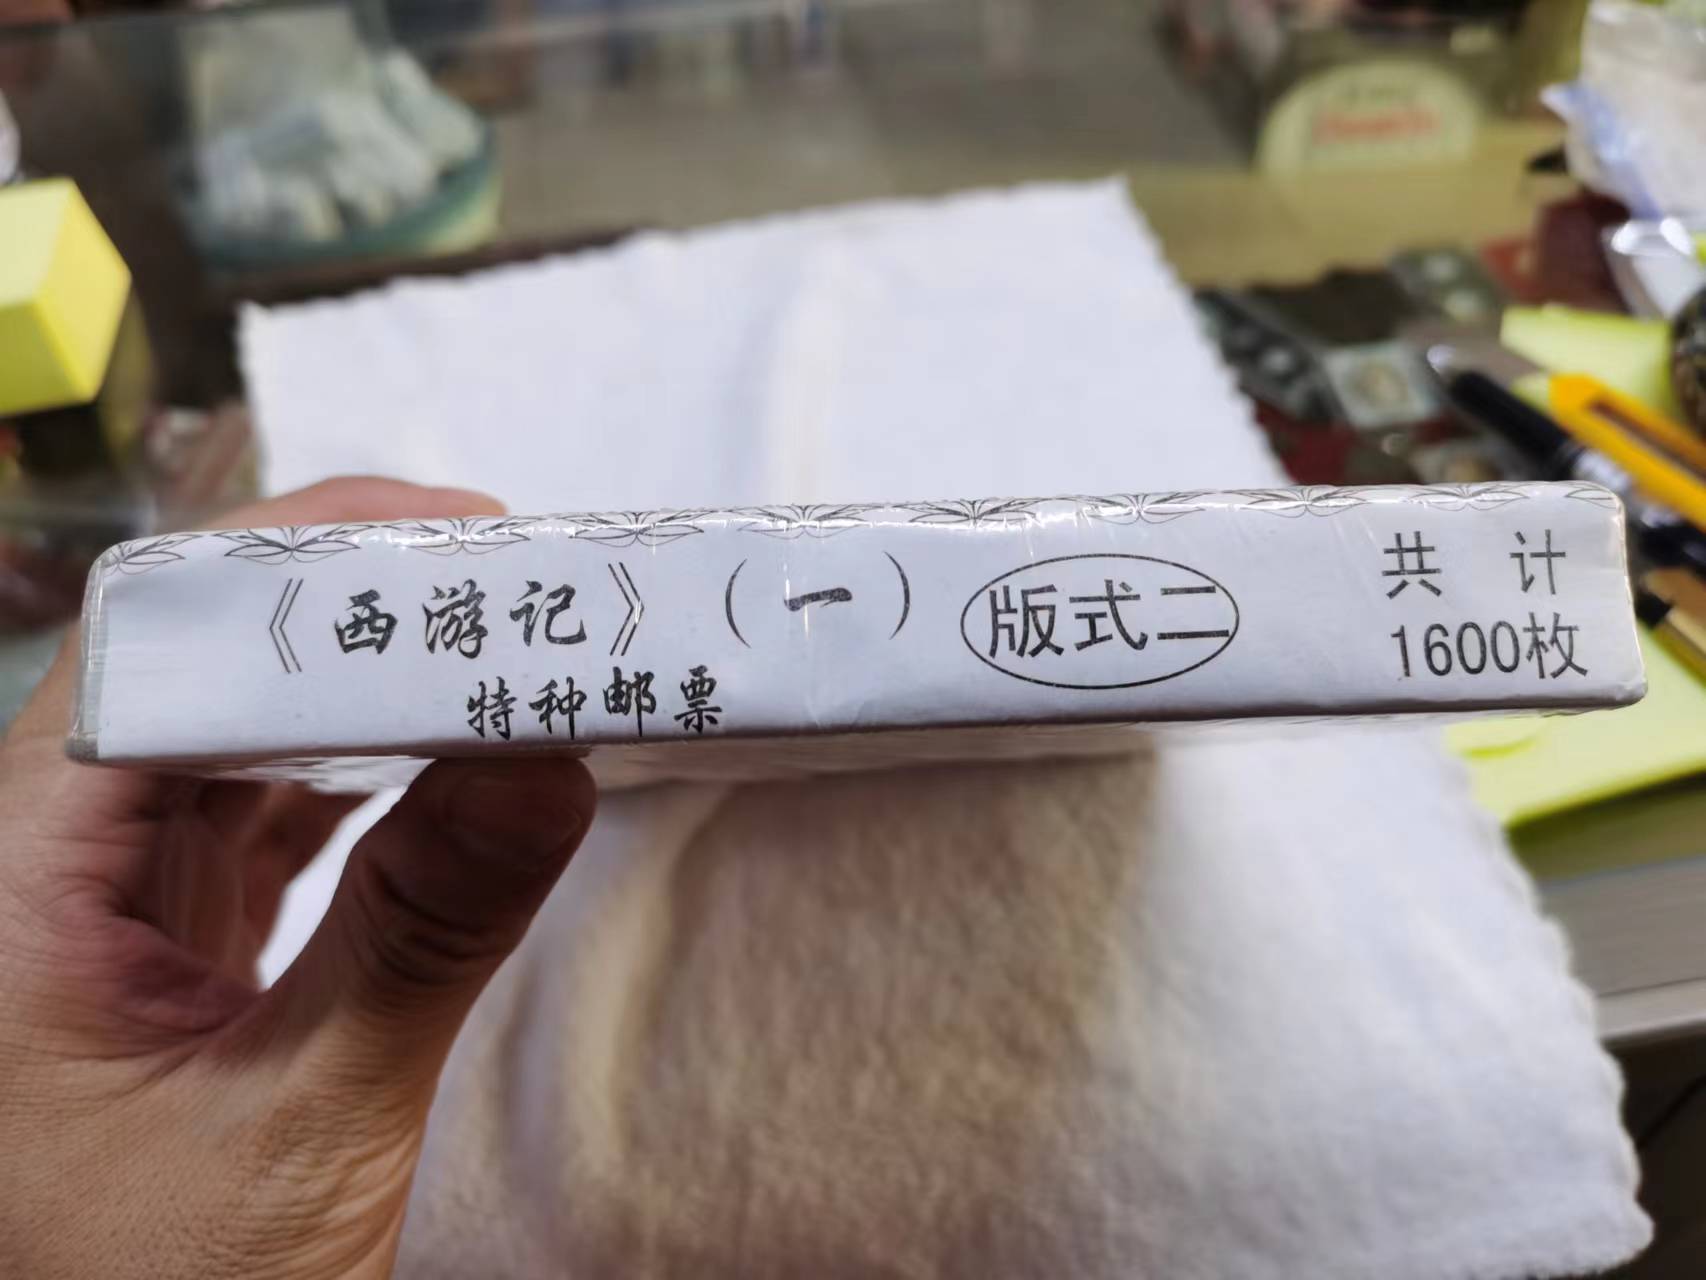 《西游记》（一） 版式二 共 计
特种邮票 1600枚